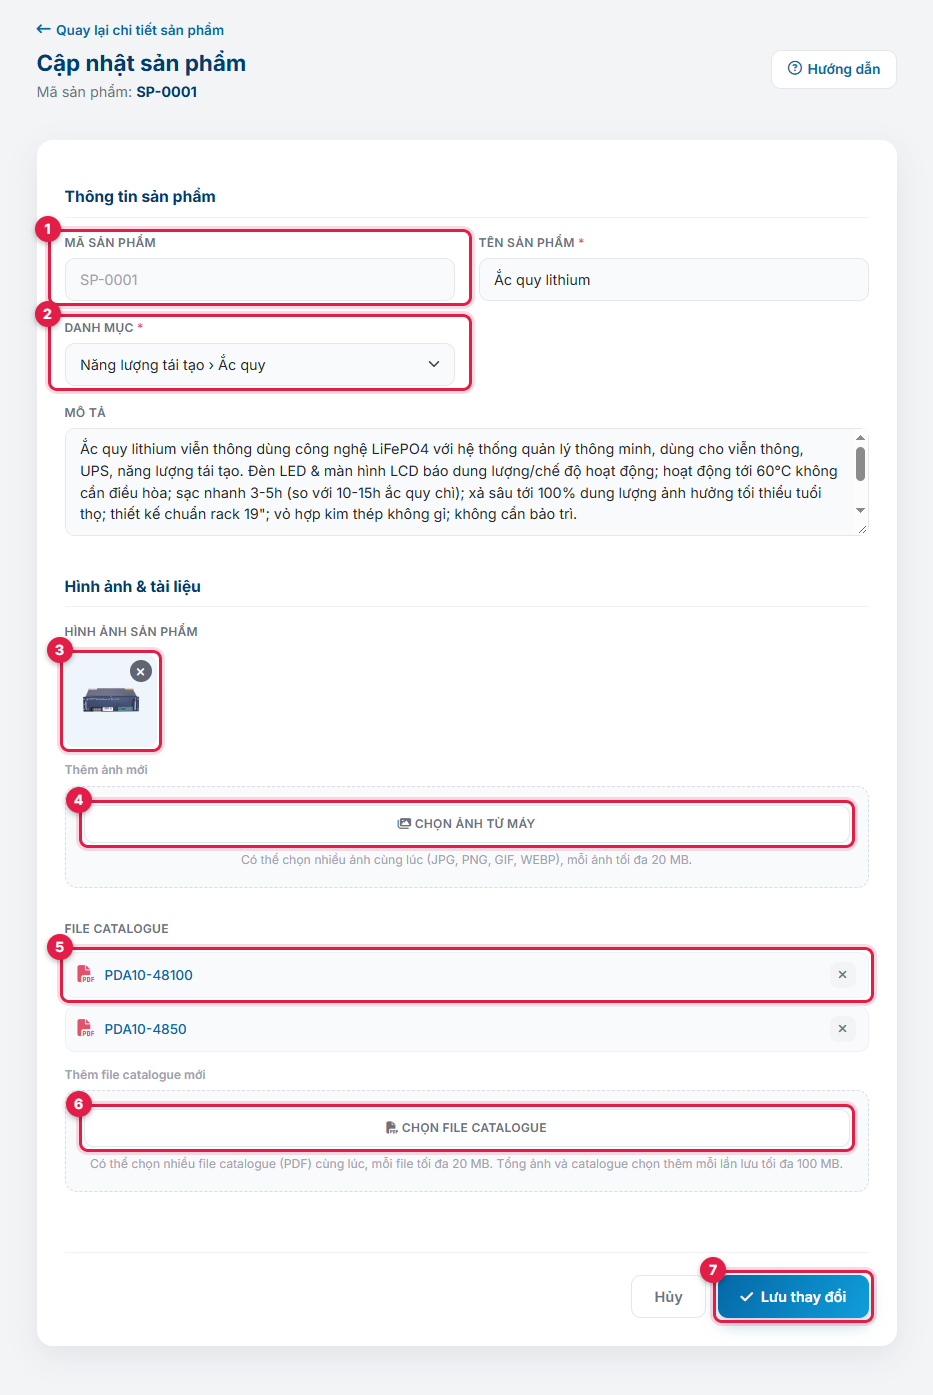 ← Quay lại chi tiết sản phẩm
Cập nhật sản phẩm
Mã sản phẩm: SP-0001
Hướng dẫn
Thông tin sản phẩm
1
MÃ SẢN PHẨM
TÊN SẢN PHẨM *
SP-0001
Ắc quy lithium
2
DANH MỤC *
Năng lượng tái tạo › Ắc quy
MÔ TẢ
Ắc quy lithium viễn thông dùng công nghệ LiFePO4 với hệ thống quản lý thông minh, dùng cho viễn thông,
UPS, năng lượng tái tạo. Đèn LED & màn hình LCD báo dung lượng/chế độ hoạt động; hoạt động tới 60°C không
cần điều hòa; sạc nhanh 3-5h (so với 10-15h ắc quy chì); xả sâu tới 100% dung lượng ảnh hưởng tối thiểu tuổi
thọ; thiết kế chuẩn rack 19"; vỏ hợp kim thép không gỉ; không cần bảo trì.
Hình ảnh & tài liệu
HÌNH ẢNH SẢN PHẨM
3
Thêm ảnh mới
4
CHỌN ẢNH TỪ MÁY
Có thể chọn nhiều ảnh cùng lúc (JPG, PNG, GIF, WEBP), mỗi ảnh tối đa 20 MB.
FILE CATALOGUE
5
PDF PDA10-48100
PDF PDA10-4850
Thêm file catalogue mới
6
CHỌN FILE CATALOGUE
Có thể chọn nhiều file catalogue (PDF) cùng lúc, mỗi file tối đa 20 MB. Tổng ảnh và catalogue chọn thêm mỗi lần lưu tối đa 100 MB.
7
Hủy
Lưu thay đổi